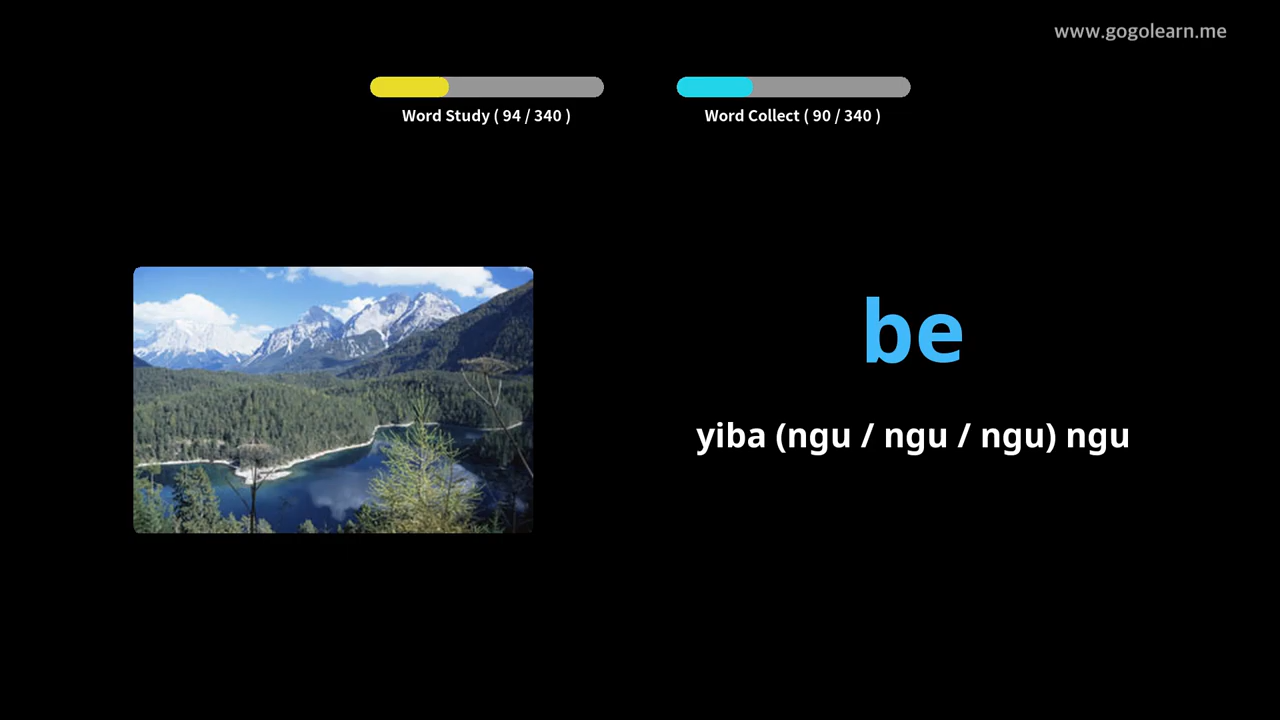 www.gogolearn.me
Word Study ( 94 / 340 )
Word Collect ( 90 / 340 )
be
yiba (ngu / ngu / ngu) ngu